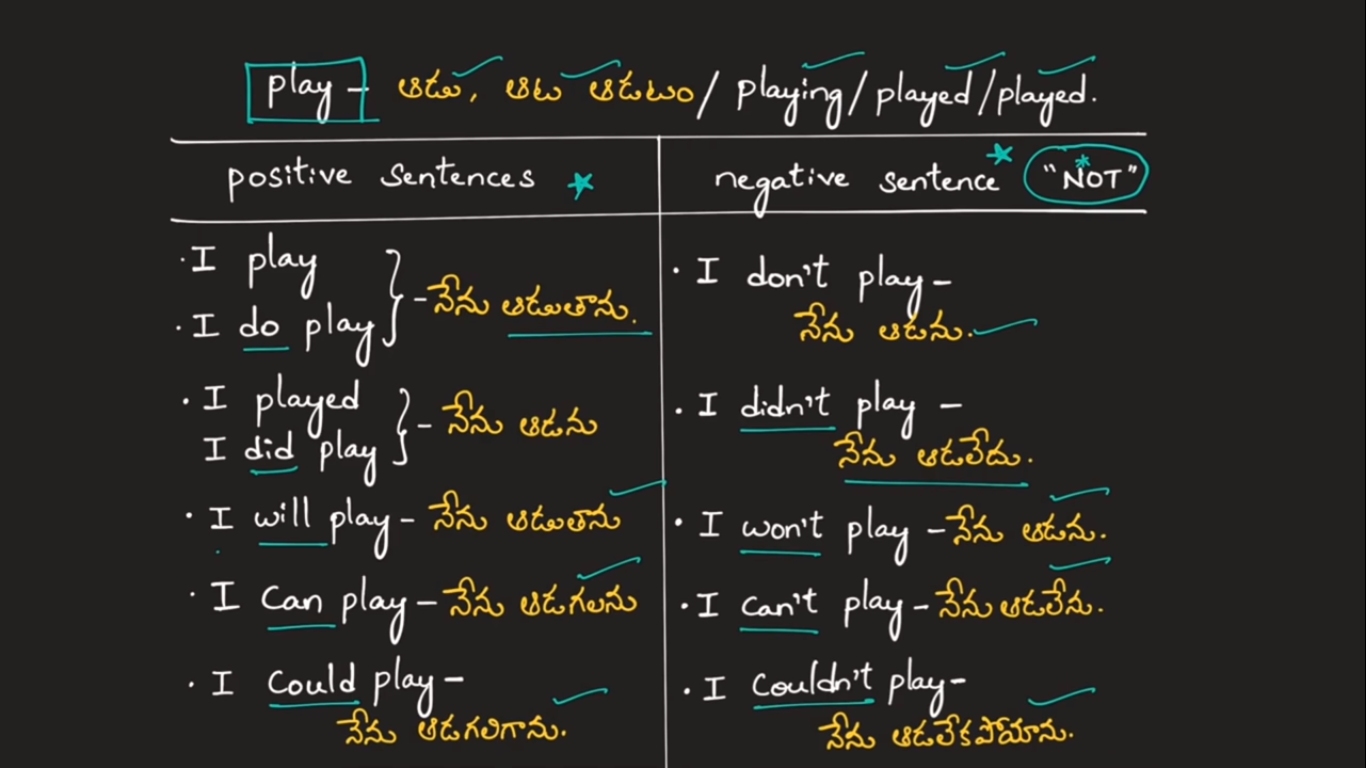 play - ఆడు, ఆట ఆడటం / playing / played / played.
positive sentences
negative sentence "NOT"
· I play
· I do play
- నేను ఆడుతాను.
· I don't play -
నేను ఆడను.
· I played
I did play
- నేను ఆడను
· I didn't play -
నేను ఆడలేదు.
· I will play - నేను ఆడుతాను
· I won't play - నేను ఆడను.
· I can play - నేను ఆడగలను
· I can't play - నేను ఆడలేను.
· I could play -
నేను ఆడగలిగాను.
· I couldn't play -
నేను ఆడలేకపోయాను.